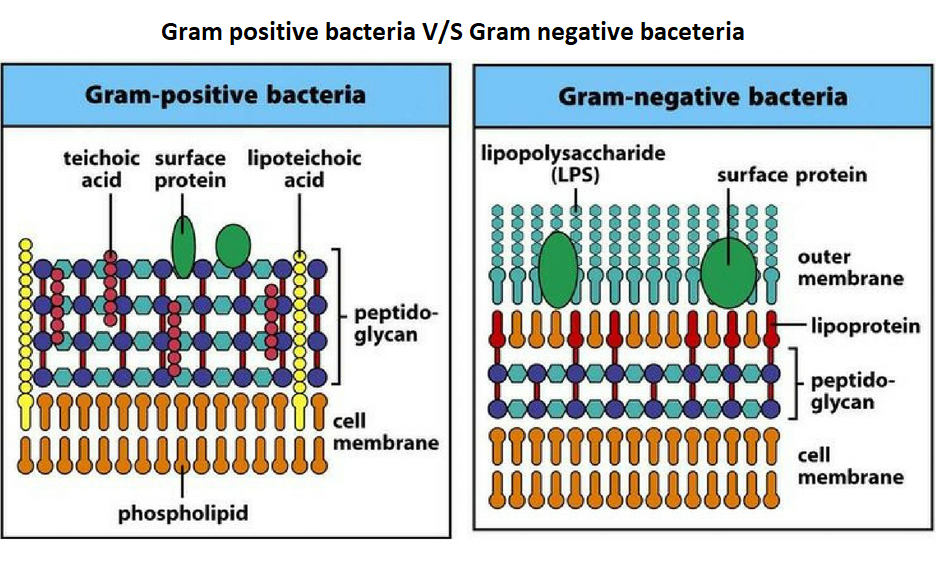 Gram positive bacteria V/S Gram negative baceteria
Gram-positive bacteria
teichoic
acid
surface
protein
lipoteichoic
acid
peptido-
glycan
cell
membrane
phospholipid
Gram-negative bacteria
lipopolysaccharide
(LPS)
surface protein
outer
membrane
lipoprotein
peptido-
glycan
cell
membrane